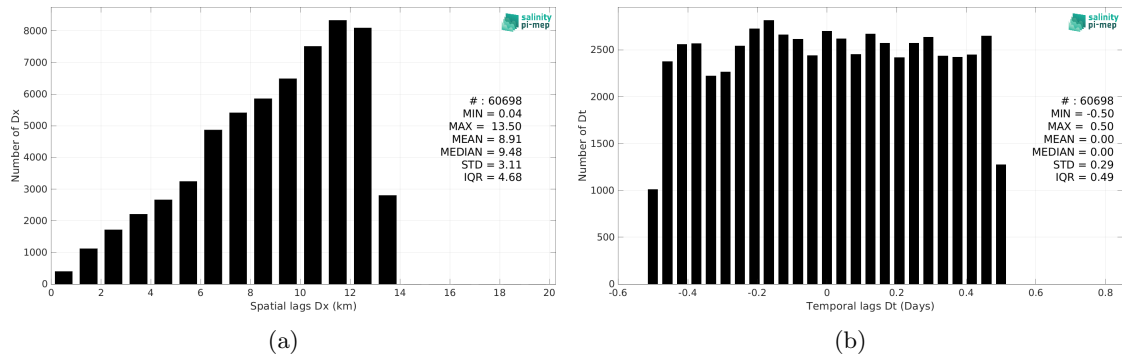 salinity
pi-mep
8000
7000
6000
5000
4000
3000
2000
1000
0
Number of Dx
# : 60698
MIN = 0.04
MAX = 13.50
MEAN = 8.91
MEDIAN = 9.48
STD = 3.11
IQR = 4.68
0 2 4 6 8 10 12 14 16 18 20
Spatial lags Dx (km)
(a)
salinity
pi-mep
2500
2000
1500
1000
500
0
Number of Dt
# : 60698
MIN = -0.50
MAX = 0.50
MEAN = 0.00
MEDIAN = 0.00
STD = 0.29
IQR = 0.49
-0.6 -0.4 -0.2 0 0.2 0.4 0.6 0.8
Temporal lags Dt (Days)
(b)